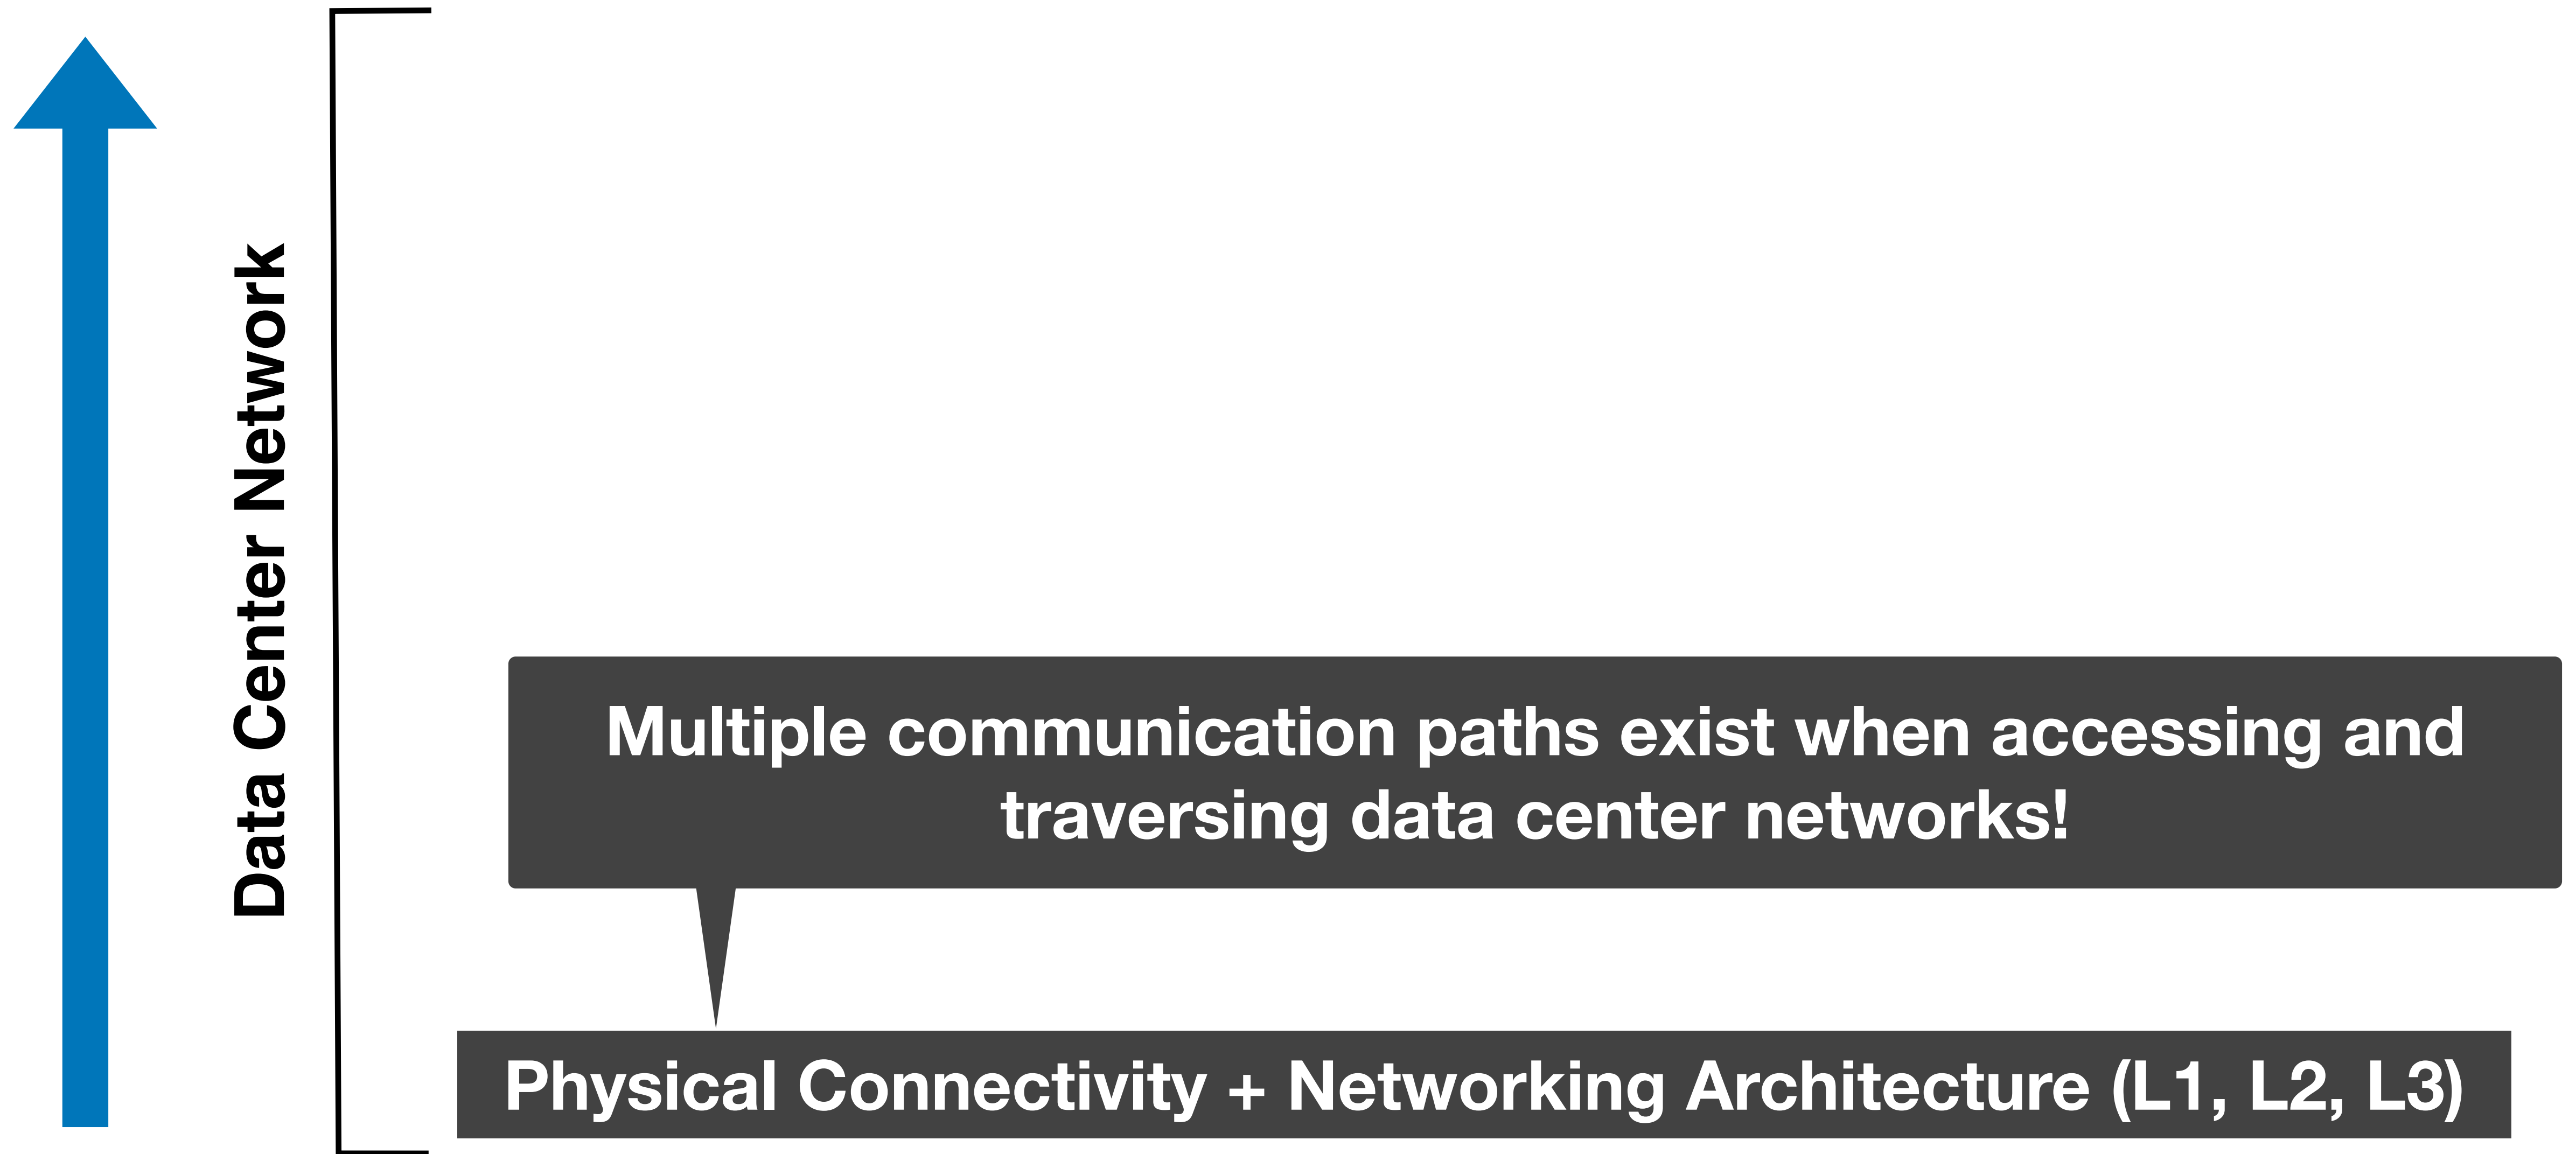 Data Center Network
Multiple communication paths exist when accessing and
traversing data center networks!
Physical Connectivity + Networking Architecture (L1, L2, L3)